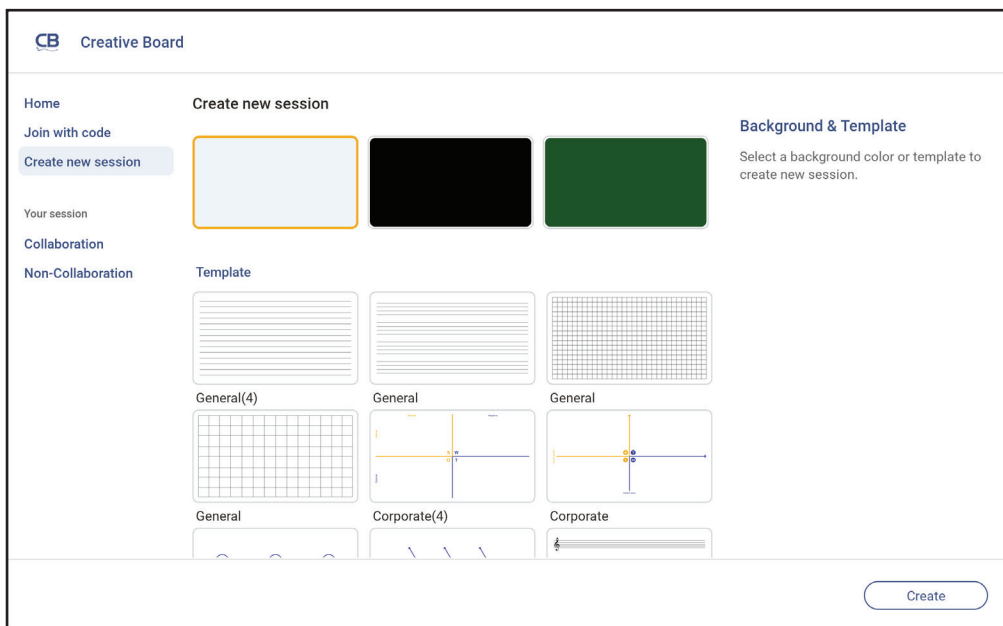 CB
Creative Board
Home
Join with code
Create new session
Your session
Collaboration
Non-Collaboration
Create new session
Template
General(4)
General
General
General
Corporate(4)
Corporate
Background & Template
Select a background color or template to
create new session.
Create